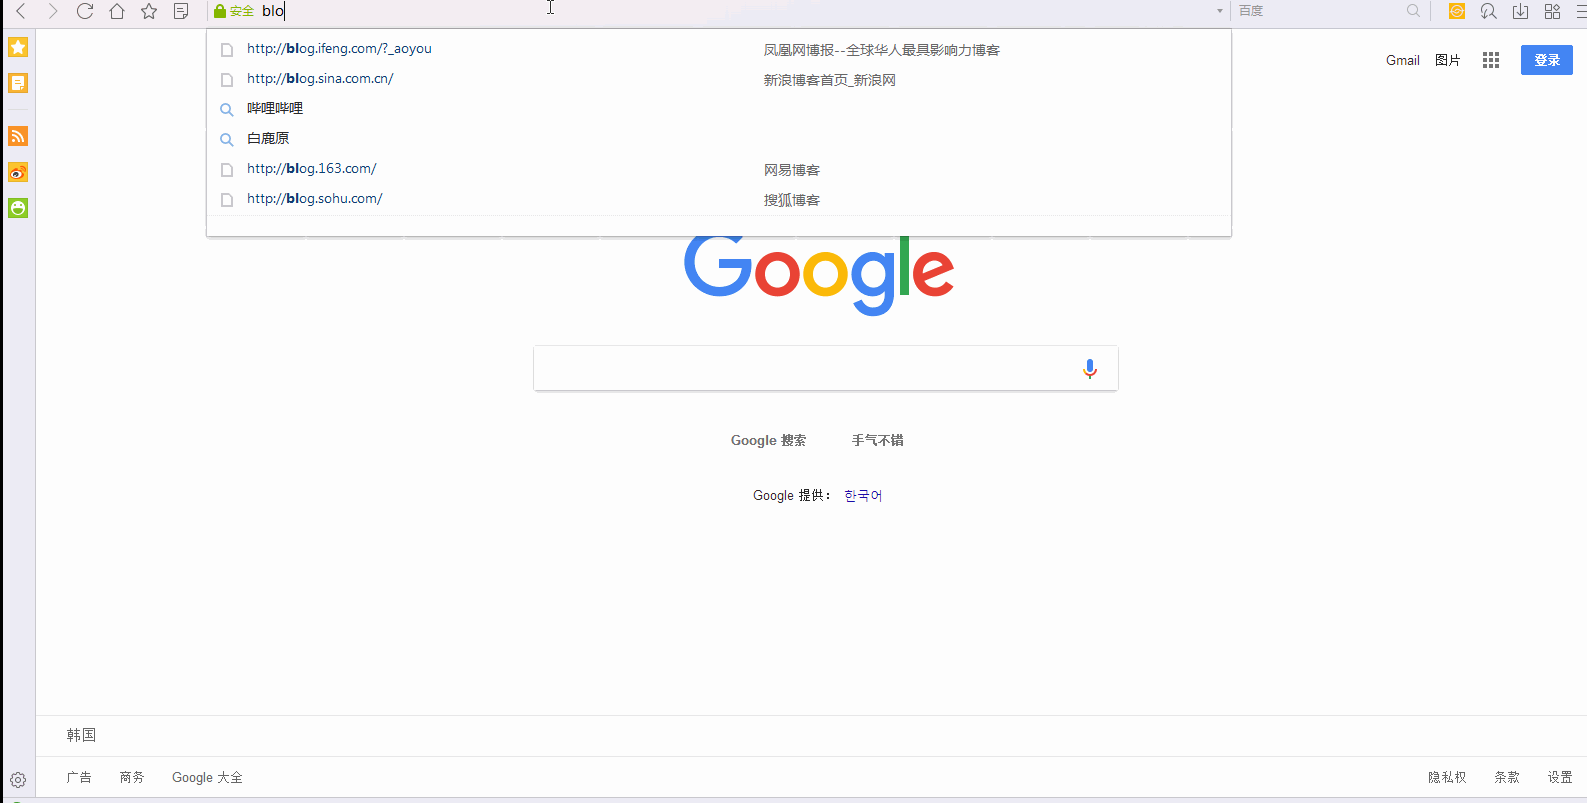 安全 blo 百度
http://blog.ifeng.com/?_aoyou 凤凰网博报--全球华人最具影响力博客
http://blog.sina.com.cn/ 新浪博客首页_新浪网
哔哩哔哩
白鹿原
http://blog.163.com/ 网易博客
http://blog.sohu.com/ 搜狐博客
Gmail 图片 登录
Google
Google 搜索 手气不错
Google 提供： 한국어
韩国
广告 商务 Google 大全 隐私权 条款 设置